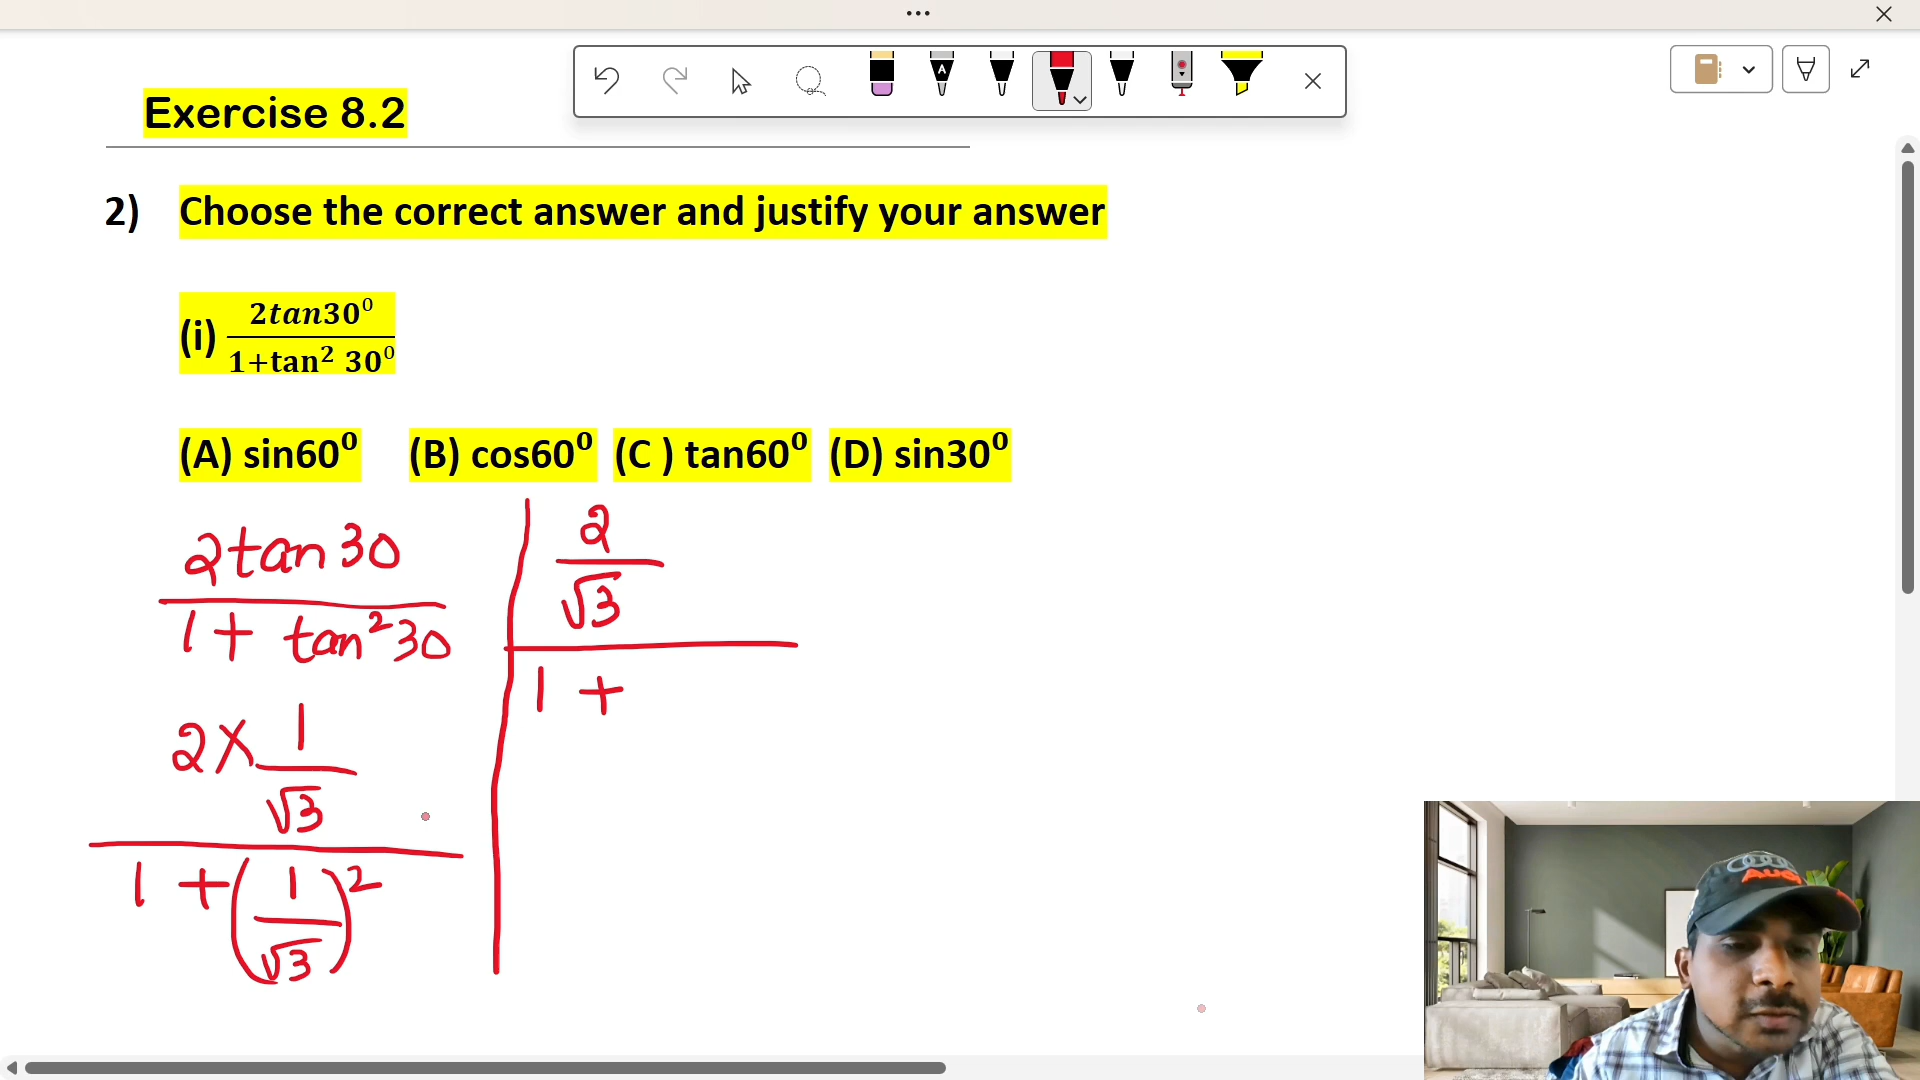 Exercise 8.2
2) Choose the correct answer and justify your answer
(i) 2tan30⁰
1+tan² 30⁰
(A) sin60⁰ (B) cos60⁰ (C ) tan60⁰ (D) sin30⁰
2tan30
1 + tan²30
2 × 1
√3
1 + (1
√3)²
2
√3
1 +
A
AUDI